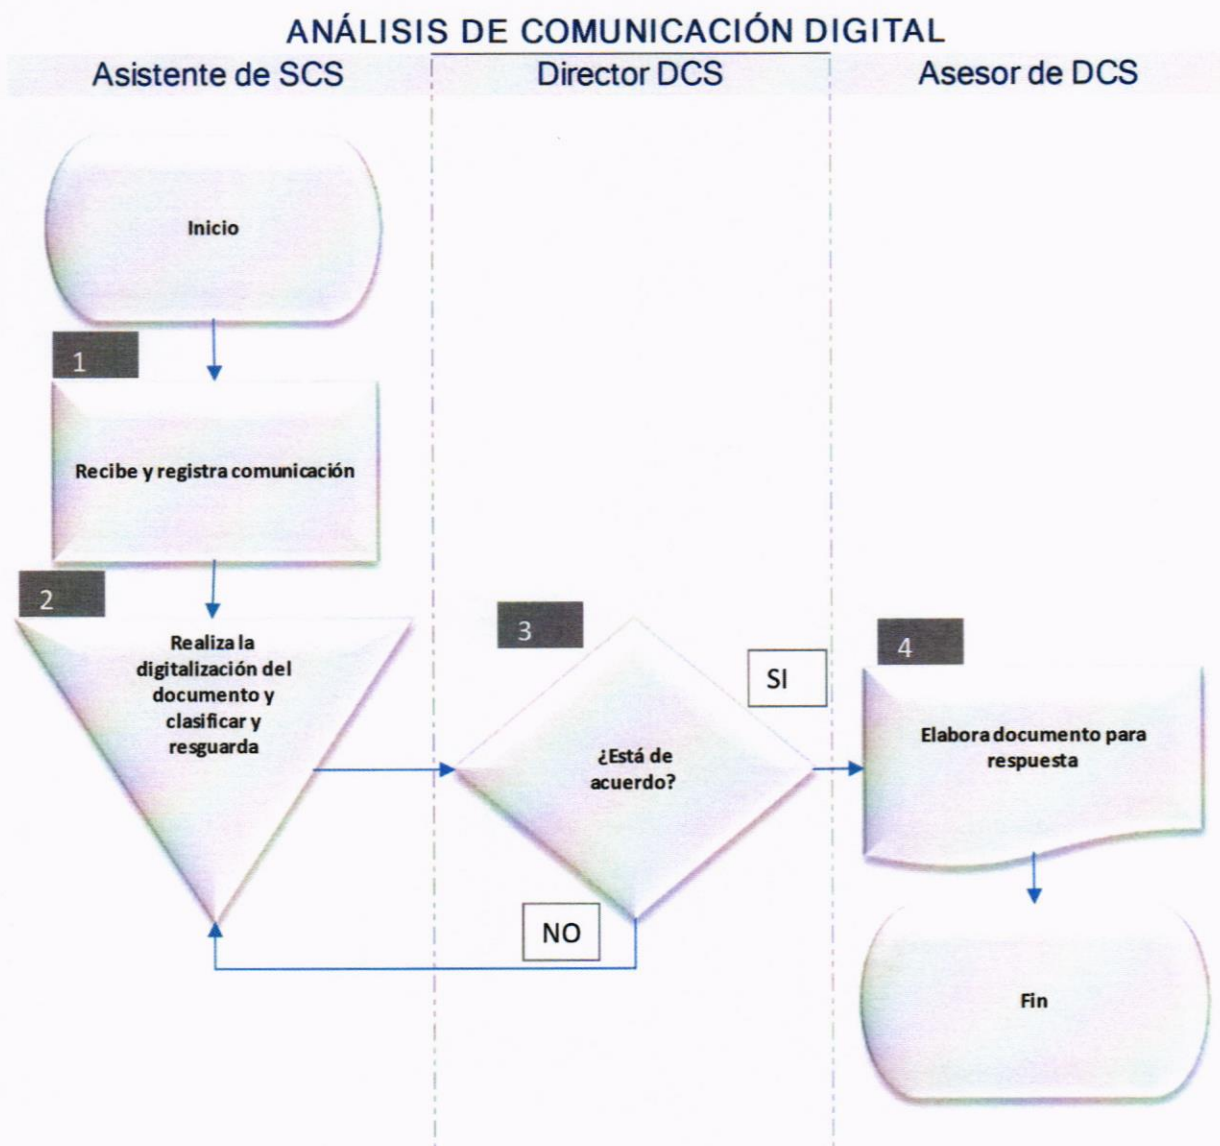 ANÁLISIS DE COMUNICACIÓN DIGITAL
Asistente de SCS
Director DCS
Asesor de DCS
Inicio
1
Recibe y registra comunicación
2
Realiza la
digitalización del
documento y
clasificar y
resguarda
3
¿Está de
acuerdo?
SI
NO
4
Elabora documento para
respuesta
Fin